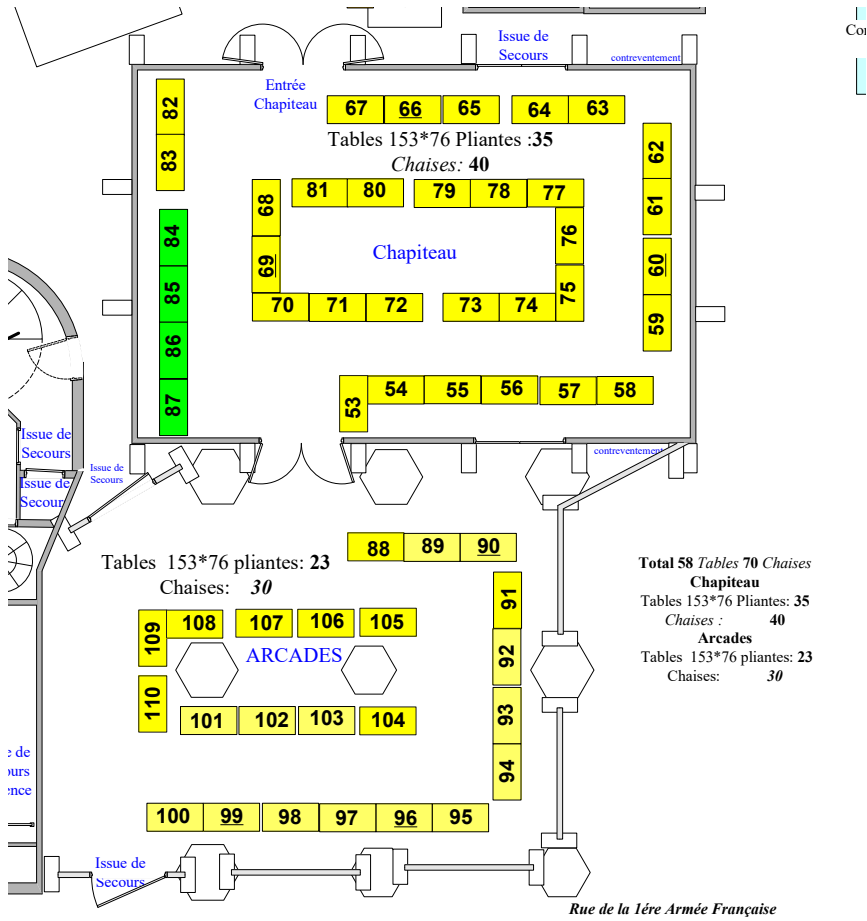 Issue de
Secours
Cor
contreventement
Entrée
Chapiteau
67 66 65 64 63
82
83
Tables 153*76 Pliantes :35
Chaises: 40
62
61
60
59
81 80 79 78 77
68
69
76
75
84
85
86
87
Chapiteau
70 71 72 73 74
53
54 55 56 57 58
Issue de
Secours
Issue de
Secours
Issue de
Secour
contreventement
88 89 90
Tables 153*76 pliantes: 23
Chaises: 30
91
92
93
94
109
108 107 106 105
ARCADES
110
101 102 103 104
100 99 98 97 96 95
Total 58 Tables 70 Chaises
Chapiteau
Tables 153*76 Pliantes: 35
Chaises : 40
Arcades
Tables 153*76 pliantes: 23
Chaises: 30
e de
ours
ence
Issue de
Secours
Rue de la 1ére Armée Française